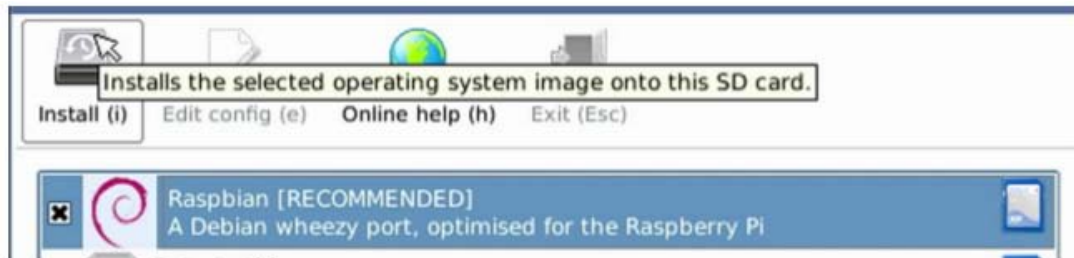 Installs the selected operating system image onto this SD card.
Install (i) Edit config (e) Online help (h) Exit (Esc)
Raspbian [RECOMMENDED]
A Debian wheezy port, optimised for the Raspberry Pi